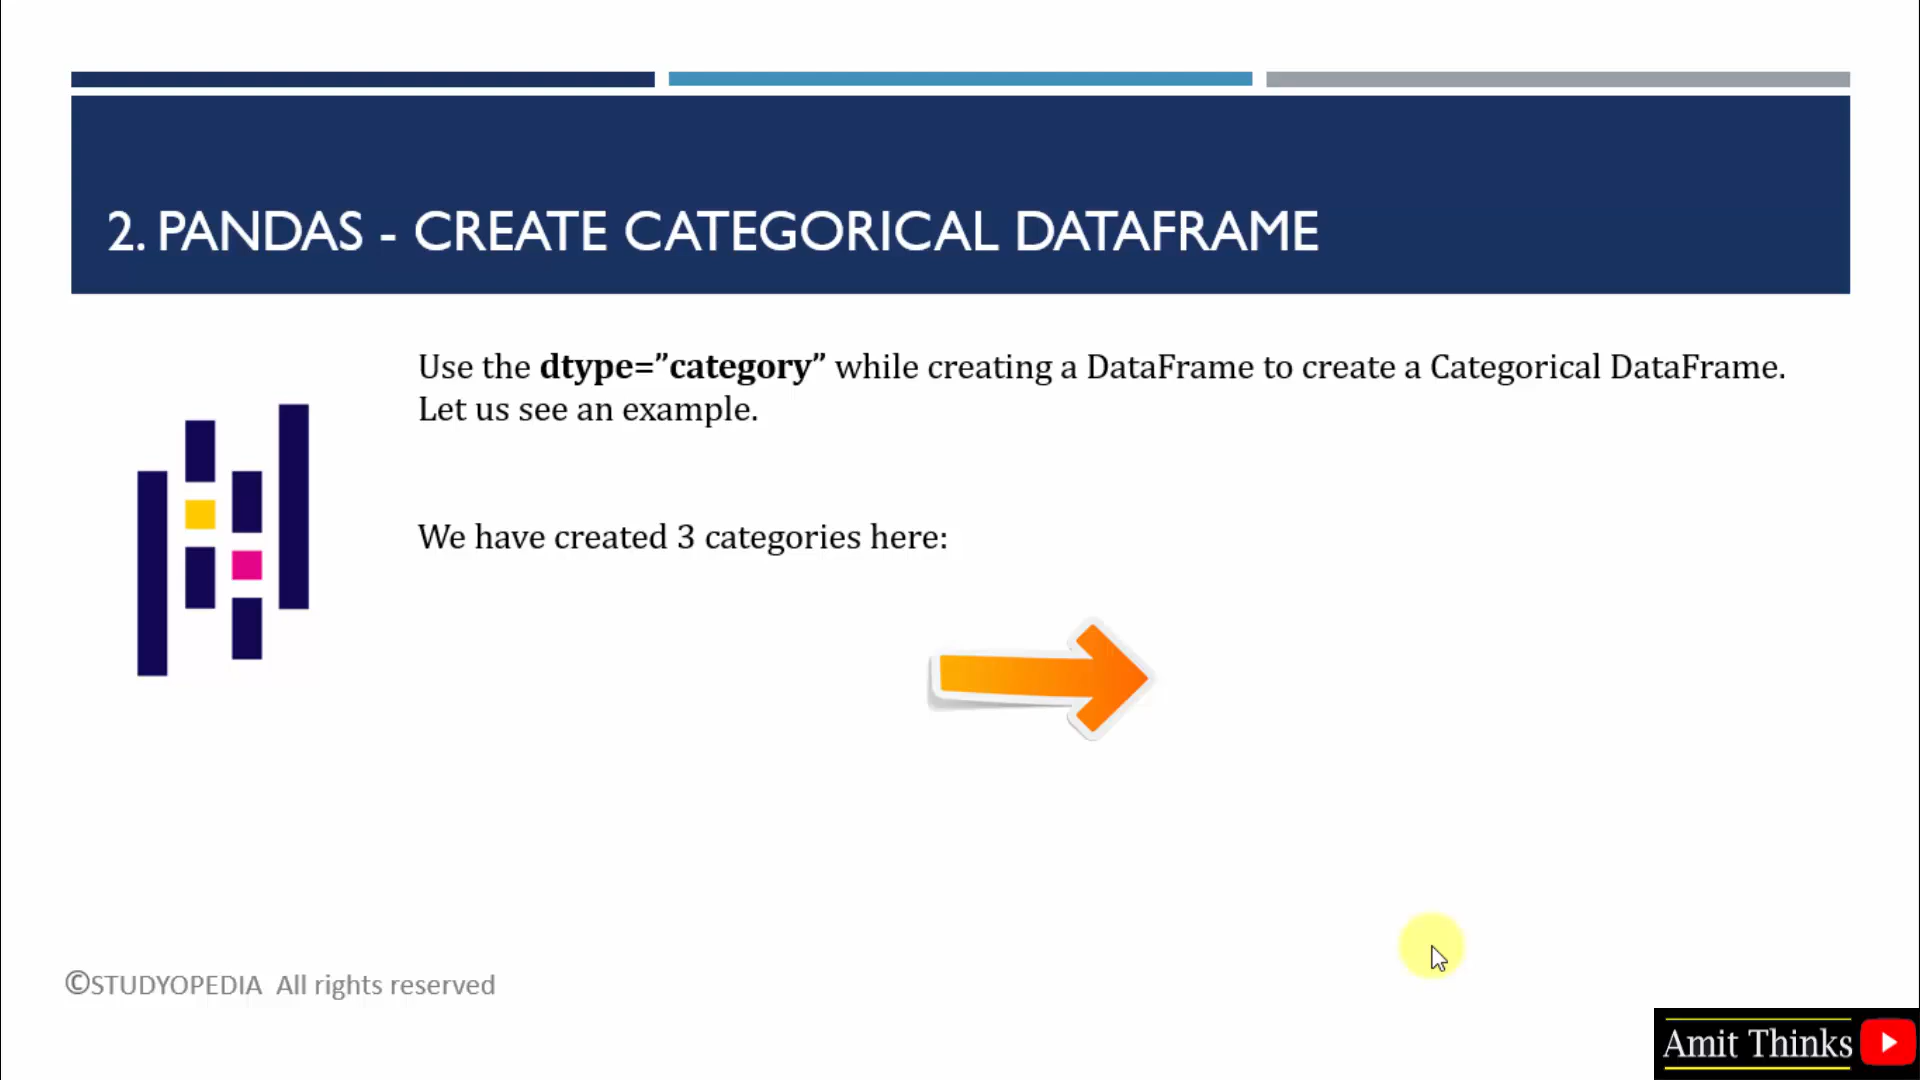 2. PANDAS - CREATE CATEGORICAL DATAFRAME
Use the dtype=”category” while creating a DataFrame to create a Categorical DataFrame.
Let us see an example.
We have created 3 categories here:
©STUDYOPEDIA All rights reserved
Amit Thinks